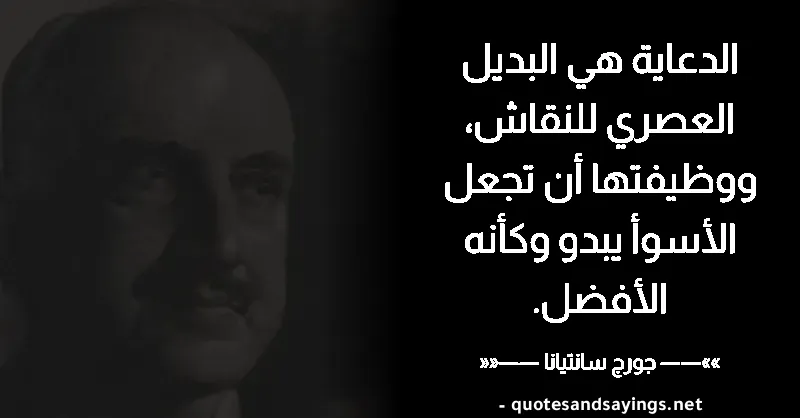 الدعاية هي البديل
العصري للنقاش،
ووظيفتها أن تجعل
الأسوأ يبدو وكأنه
الأفضل.
»»—— جورج سانتيانا ——««
- quotesandsayings.net